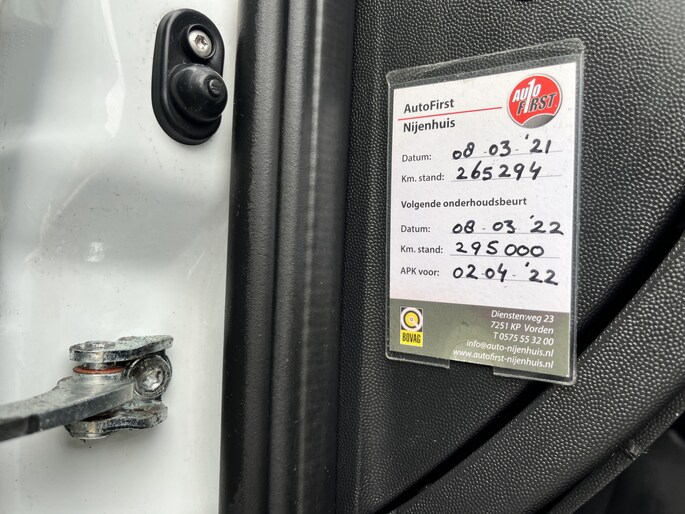 AutoFirst
Nijenhuis
AUTO FIRST
Datum: 08-03-'21
Km. stand: 265294
Volgende onderhoudsbeurt
Datum: 08-03-'22
Km. stand: 295000
APK voor: 02-04-'22
BOVAG
Dienstenweg 23
7251 KP Vorden
T 0575 55 32 00
info@auto-nijenhuis.nl
www.autofirst-nijenhuis.nl